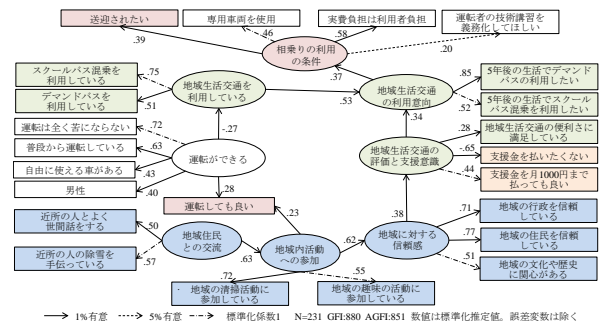 送迎されたい
専用車両を使用
実費負担は利用者負担
運転者の技術講習を
義務化してほしい
.39
.46
.58
.20
相乗りの利用
の条件
.37
スクールバス混乗を
利用している
.75
デマンドバスを
利用している
.51
地域生活交通を
利用している
.53
地域生活交通
の利用意向
.85
5年後の生活でデマンド
バスの利用したい
.52
5年後の生活でスクール
バス混乗を利用したい
.34
運転は全く苦にならない
.72
普段から運転している
.63
自由に使える車がある
.43
男性
.40
-.27
運転ができる
.28
運転しても良い
地域生活交通の
評価と支援意識
.28
地域生活交通の便利さに
満足している
-.65
支援金を払いたくない
.44
支援金を月1000円まで
払っても良い
.38
近所の人とよく
世間話をする
.50
近所の人の除雪を
手伝っている
.57
地域住民
との交流
.63
.23
地域内活動
への参加
.62
地域に対する
信頼感
.71
地域の行政を信頼
している
.77
地域の住民を信頼
している
.51
地域の文化や歴史
に関心がある
.72
地域の清掃活動に
参加している
.55
地域の趣味の活動に
参加している
1%有意 5%有意 標準化係数1 N=231 GFI:880 AGFI:851 数値は標準化推定値。誤差変数は除く